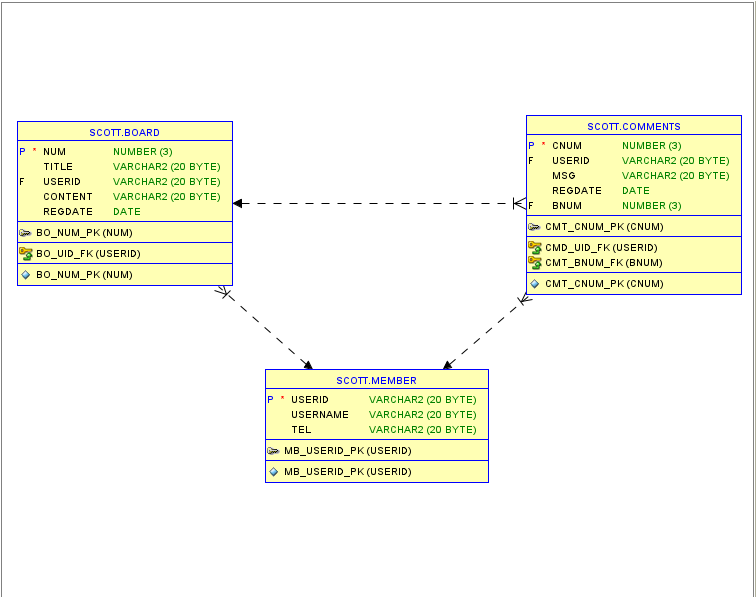 SCOTT.BOARD
P * NUM NUMBER (3)
TITLE VARCHAR2 (20 BYTE)
F USERID VARCHAR2 (20 BYTE)
CONTENT VARCHAR2 (20 BYTE)
REGDATE DATE
BO_NUM_PK (NUM)
BO_UID_FK (USERID)
BO_NUM_PK (NUM)
SCOTT.COMMENTS
P * CNUM NUMBER (3)
F USERID VARCHAR2 (20 BYTE)
MSG VARCHAR2 (20 BYTE)
REGDATE DATE
F BNUM NUMBER (3)
CMT_CNUM_PK (CNUM)
CMD_UID_FK (USERID)
CMT_BNUM_FK (BNUM)
CMT_CNUM_PK (CNUM)
SCOTT.MEMBER
P * USERID VARCHAR2 (20 BYTE)
USERNAME VARCHAR2 (20 BYTE)
TEL VARCHAR2 (20 BYTE)
MB_USERID_PK (USERID)
MB_USERID_PK (USERID)